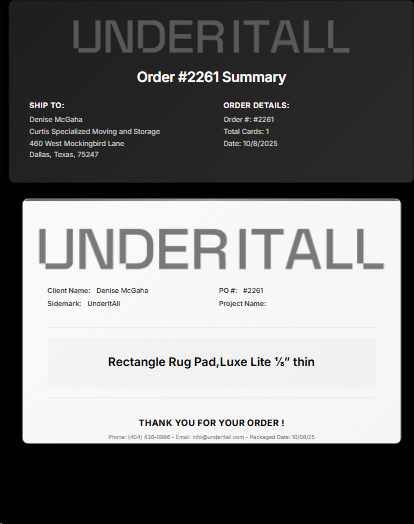 UNDERITALL
Order #2261 Summary
SHIP TO:
Denise McGaha
Curtis Specialized Moving and Storage
460 West Mockingbird Lane
Dallas, Texas, 75247
ORDER DETAILS:
Order #: #2261
Total Cards: 1
Date: 10/8/2025
UNDERITALL
Client Name: Denise McGaha
Sidemark: UnderItAll
PO #: #2261
Project Name:
Rectangle Rug Pad,Luxe Lite ⅛” thin
THANK YOU FOR YOUR ORDER !
Phone: (404) 438-0986 • Email: info@underitall.com • Packaged Date: 10/08/25